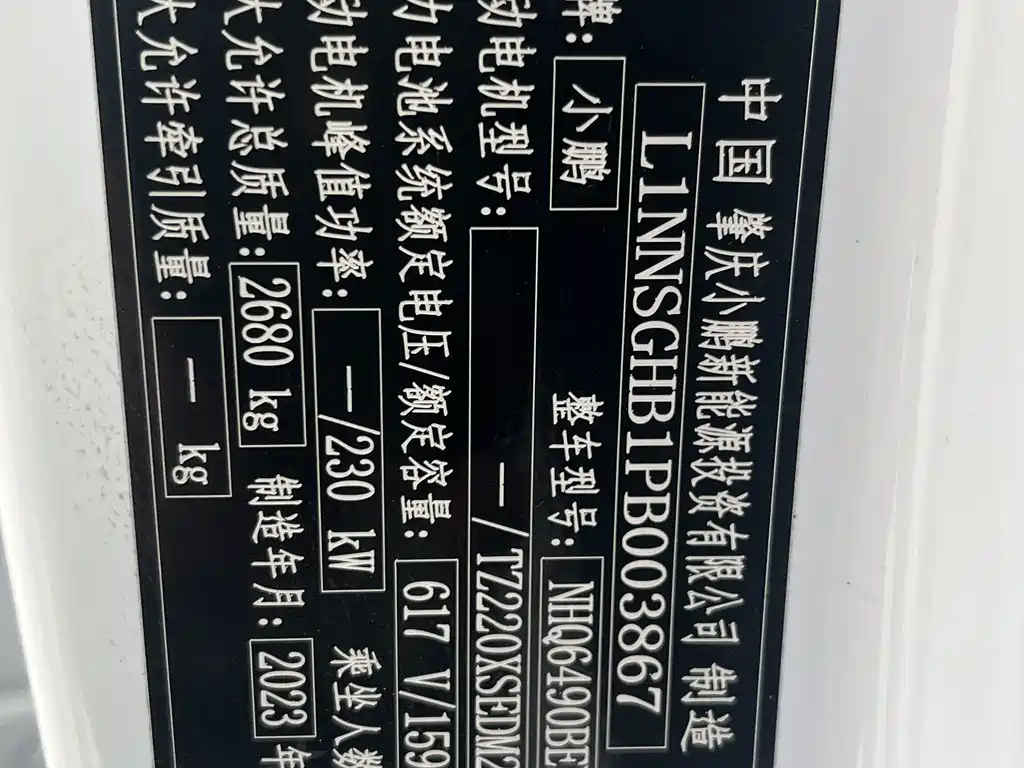 中国 肇庆小鹏新能源投资有限公司 制造
L1NNSGHB1PB003867
牌: 小鹏 整车型号: NHQ6490BE
动电机型号: —/TZ220XSEDM2
力电池系统额定电压/额定容量: 617 V/159
动电机峰值功率: —/230 kW 乘坐人数
大允许总质量: 2680 kg 制造年月: 2023 年
大允许牵引质量: — kg